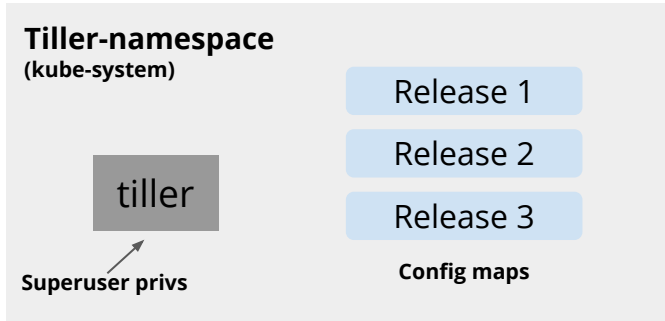 Tiller-namespace
(kube-system)
Release 1
Release 2
tiller
Release 3
Superuser privs
Config maps